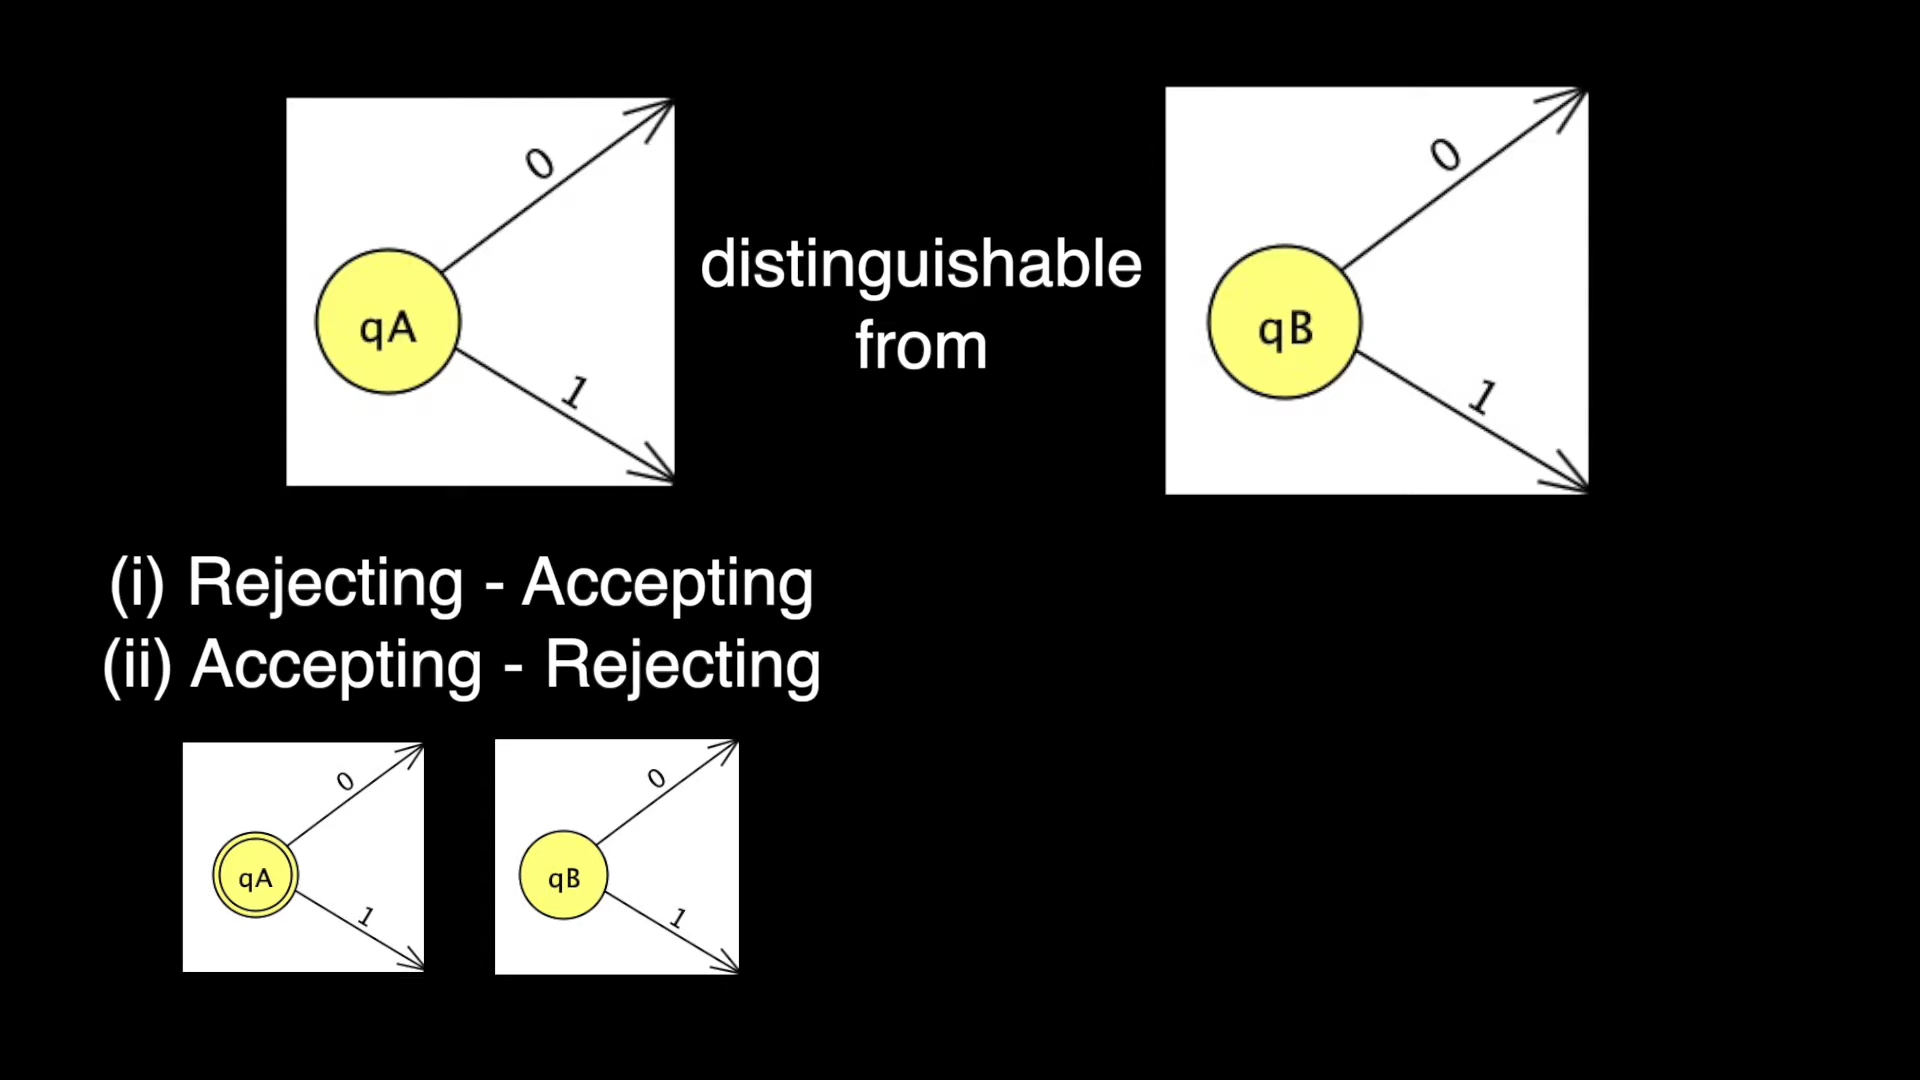 0
qA
1
distinguishable
from
0
qB
1
(i) Rejecting - Accepting
(ii) Accepting - Rejecting
0
qA
1
0
qB
1